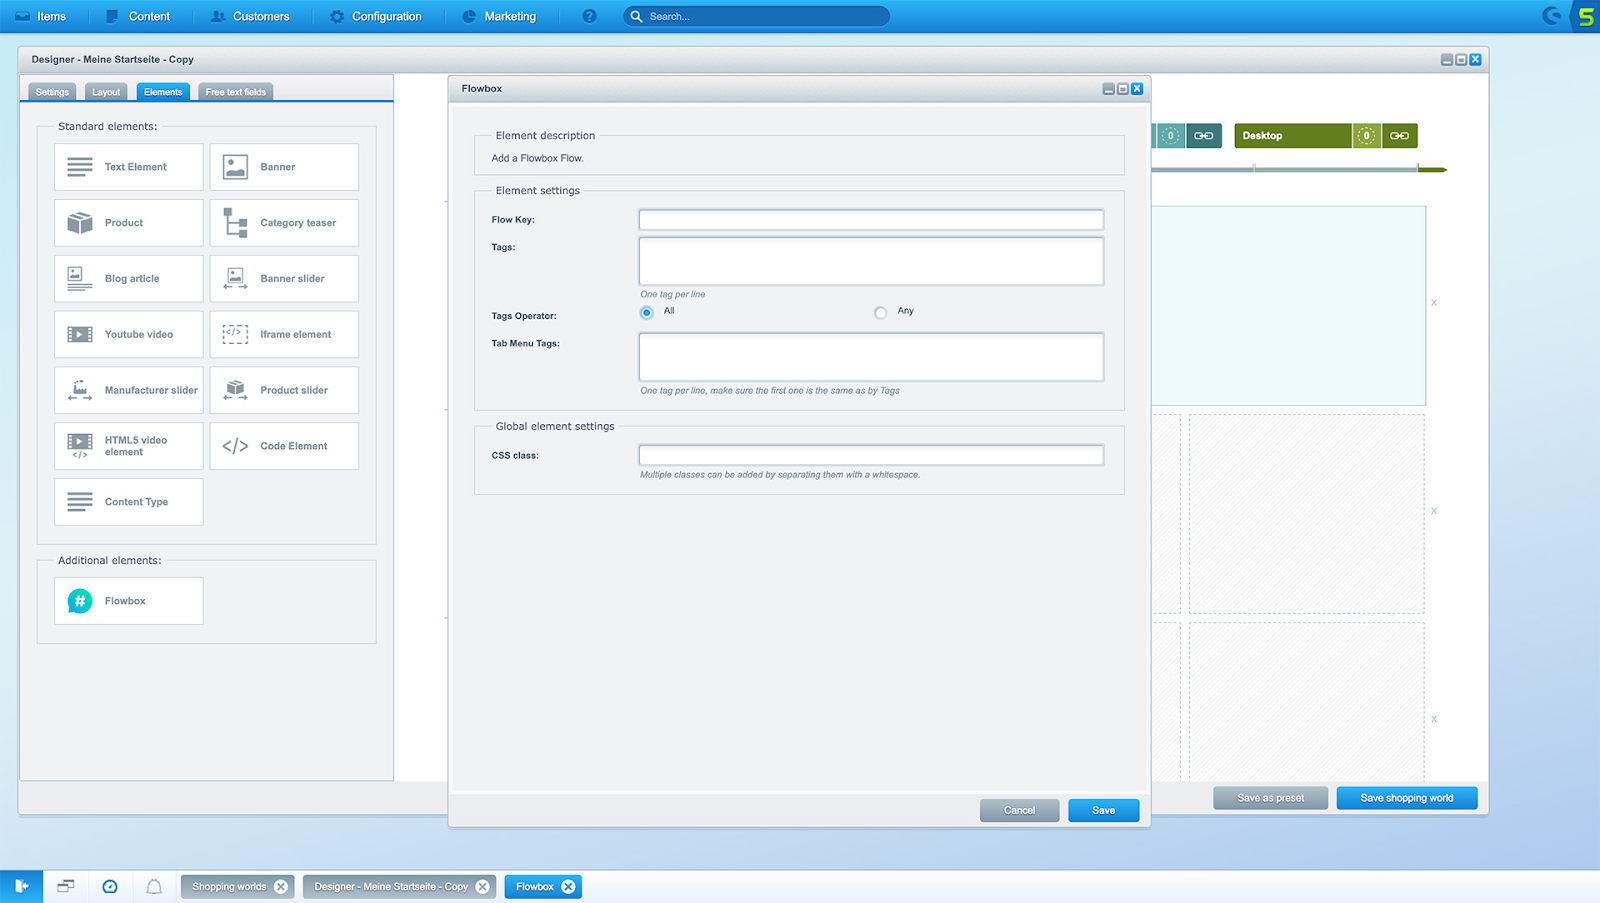 Items
Content
Customers
Configuration
Marketing
?
Search...
5
Designer - Meine Startseite - Copy
Settings
Layout
Elements
Free text fields
Standard elements:
Text Element
Banner
Product
Category teaser
Blog article
Banner slider
Youtube video
Iframe element
Manufacturer slider
Product slider
HTML5 video
element
Code Element
Content Type
Additional elements:
#
Flowbox
Flowbox
Element description
Add a Flowbox Flow.
Element settings
Flow Key:
Tags:
One tag per line
Tags Operator:
All
Any
Tab Menu Tags:
One tag per line, make sure the first one is the same as by Tags
Global element settings
CSS class:
Multiple classes can be added by separating them with a whitespace.
Cancel
Save
0
Desktop
0
x
x
x
Save as preset
Save shopping world
Shopping worlds
Designer - Meine Startseite - Copy
Flowbox